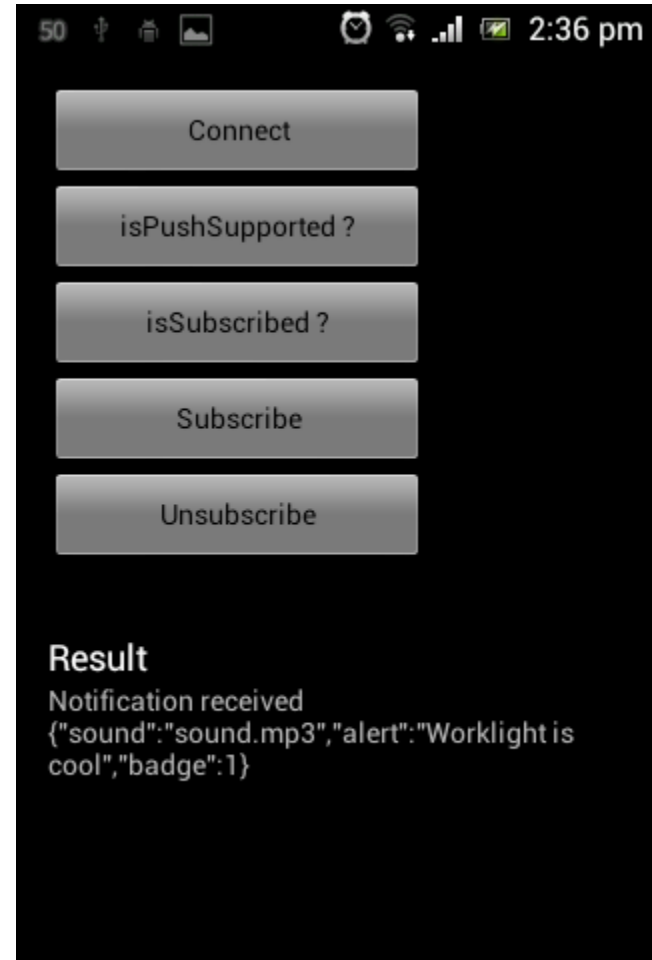 50 2:36 pm
Connect
isPushSupported ?
isSubscribed ?
Subscribe
Unsubscribe
Result
Notification received
{"sound":"sound.mp3","alert":"Worklight is
cool","badge":1}